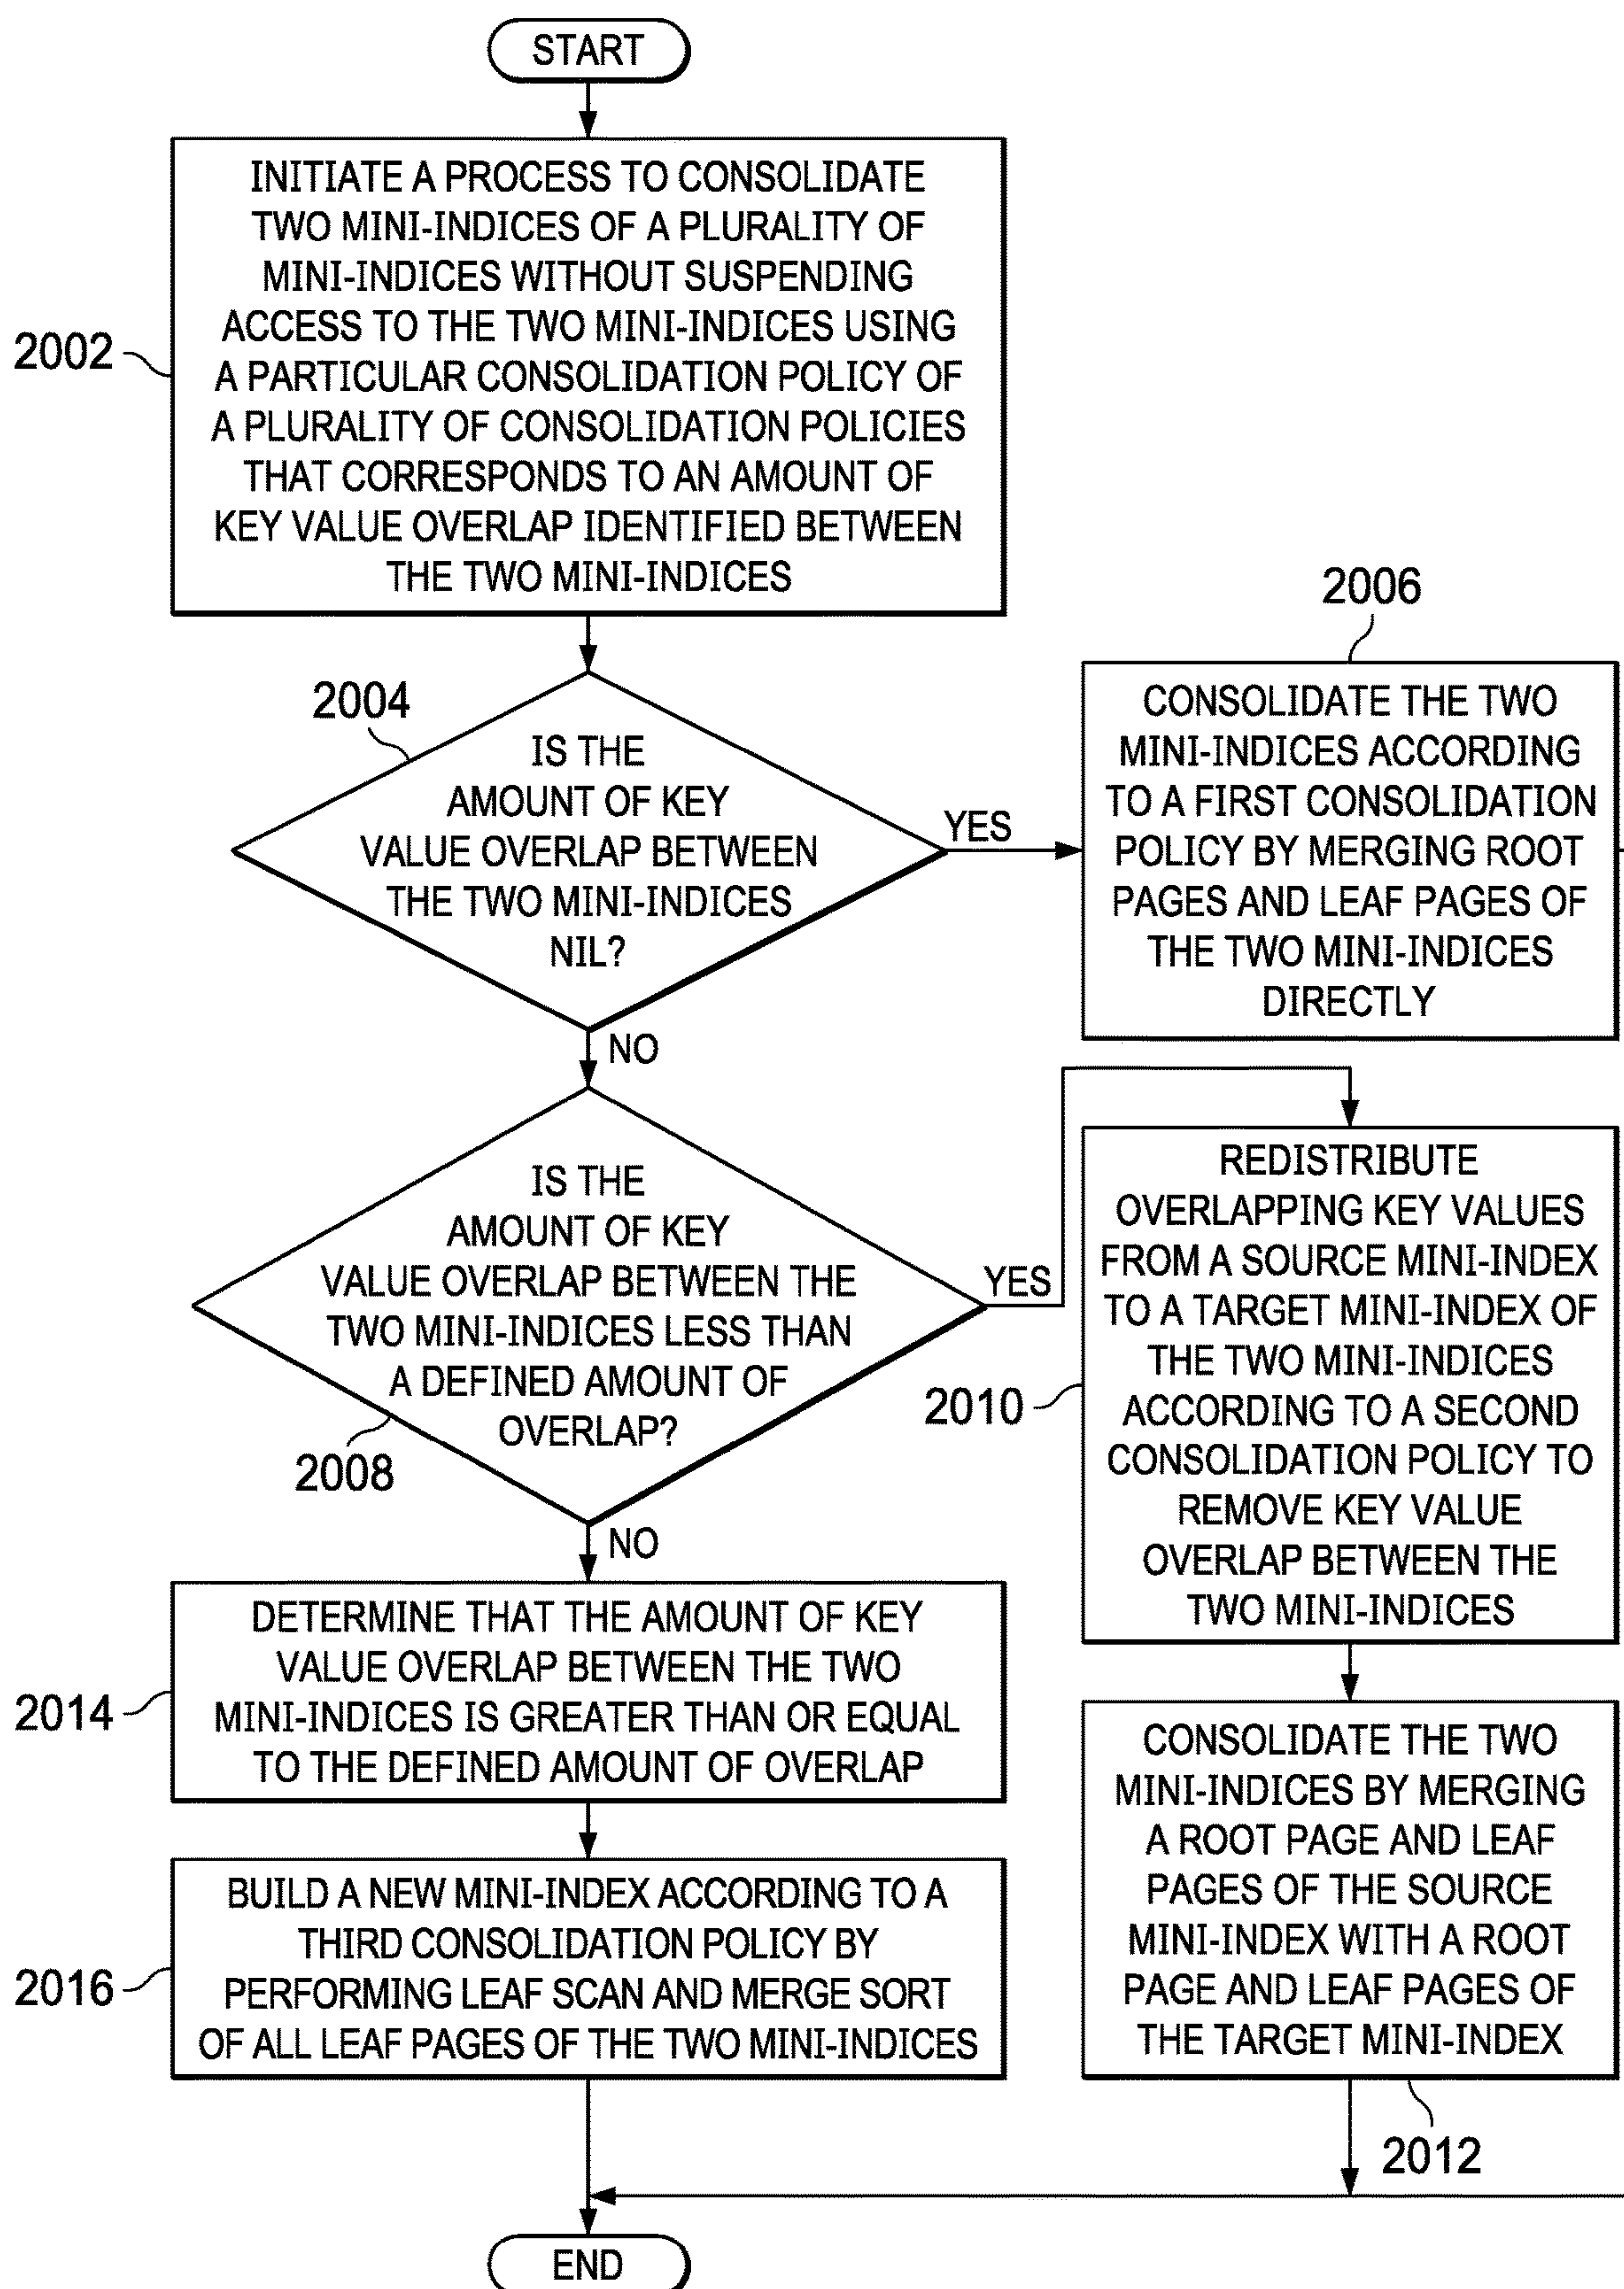 START
INITIATE A PROCESS TO CONSOLIDATE
TWO MINI-INDICES OF A PLURALITY OF
MINI-INDICES WITHOUT SUSPENDING
ACCESS TO THE TWO MINI-INDICES USING
A PARTICULAR CONSOLIDATION POLICY OF
A PLURALITY OF CONSOLIDATION POLICIES
THAT CORRESPONDS TO AN AMOUNT OF
KEY VALUE OVERLAP IDENTIFIED BETWEEN
THE TWO MINI-INDICES
2002
2004
IS THE
AMOUNT OF KEY
VALUE OVERLAP BETWEEN
THE TWO MINI-INDICES
NIL?
YES
NO
2006
CONSOLIDATE THE TWO
MINI-INDICES ACCORDING
TO A FIRST CONSOLIDATION
POLICY BY MERGING ROOT
PAGES AND LEAF PAGES OF
THE TWO MINI-INDICES
DIRECTLY
IS THE
AMOUNT OF KEY
VALUE OVERLAP BETWEEN THE
TWO MINI-INDICES LESS THAN
A DEFINED AMOUNT OF
OVERLAP?
2008
YES
NO
REDISTRIBUTE
OVERLAPPING KEY VALUES
FROM A SOURCE MINI-INDEX
TO A TARGET MINI-INDEX OF
THE TWO MINI-INDICES
ACCORDING TO A SECOND
CONSOLIDATION POLICY TO
REMOVE KEY VALUE
OVERLAP BETWEEN THE
TWO MINI-INDICES
2010
DETERMINE THAT THE AMOUNT OF KEY
VALUE OVERLAP BETWEEN THE TWO
MINI-INDICES IS GREATER THAN OR EQUAL
TO THE DEFINED AMOUNT OF OVERLAP
2014
CONSOLIDATE THE TWO
MINI-INDICES BY MERGING
A ROOT PAGE AND LEAF
PAGES OF THE SOURCE
MINI-INDEX WITH A ROOT
PAGE AND LEAF PAGES OF
THE TARGET MINI-INDEX
2012
BUILD A NEW MINI-INDEX ACCORDING TO A
THIRD CONSOLIDATION POLICY BY
PERFORMING LEAF SCAN AND MERGE SORT
OF ALL LEAF PAGES OF THE TWO MINI-INDICES
2016
END